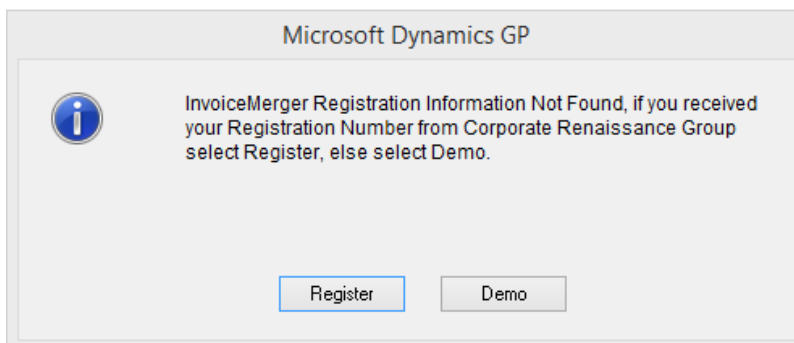 Microsoft Dynamics GP
InvoiceMerger Registration Information Not Found, if you received
your Registration Number from Corporate Renaissance Group
select Register, else select Demo.
Register
Demo